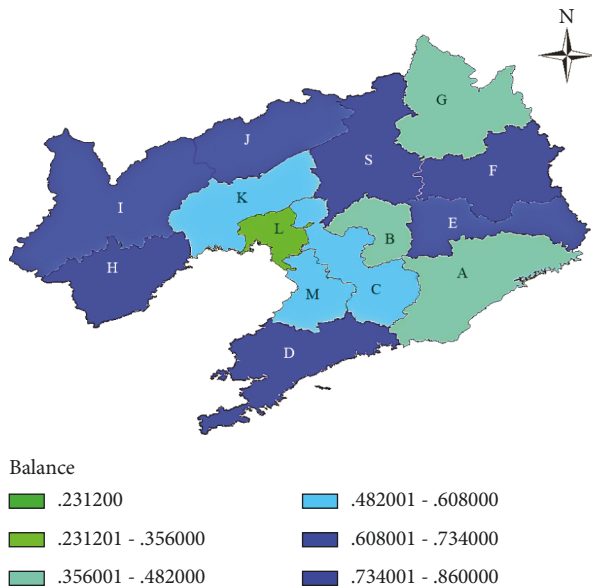 N
G
J
S
F
K
I
L
E
B
H
A
M
C
D
Balance
.231200
.482001 - .608000
.231201 - .356000
.608001 - .734000
.356001 - .482000
.734001 - .860000